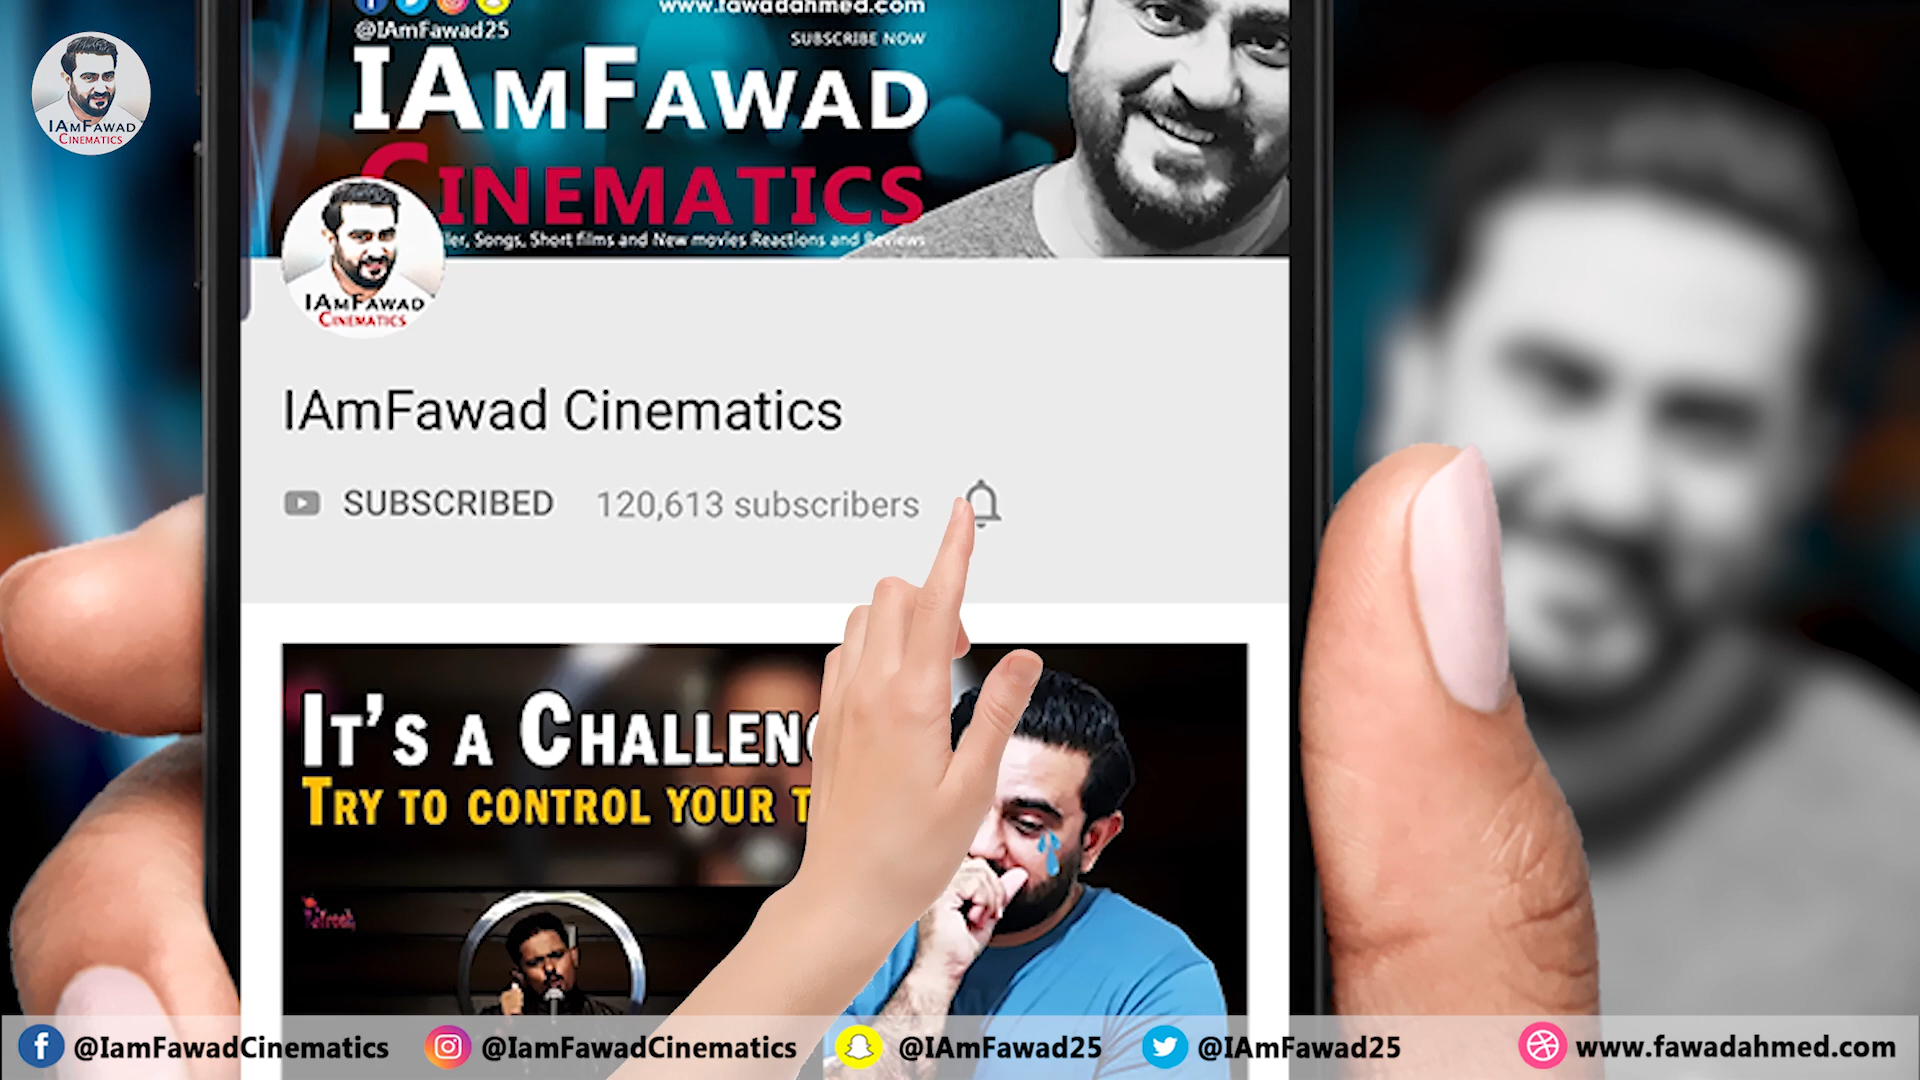 www.fawadahmed.com
@IAmFawad25
SUBSCRIBE NOW
IAMFAWAD
CINEMATICS
Songs, Short films and New movies Reactions and Reviews
IAMFAWAD
CINEMATICS
IAMFAWAD
CINEMATICS
IAmFawad Cinematics
SUBSCRIBED 120,613 subscribers
IT'S A
TRY TO CONTROL YOUR
@IamFawadCinematics @IamFawadCinematics @IAmFawad25 @IAmFawad25 www.fawadahmed.com